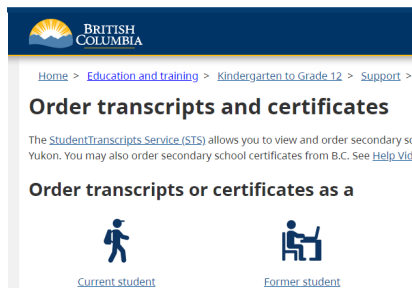 BRITISH
COLUMBIA
Home > Education and training > Kindergarten to Grade 12 > Support >
Order transcripts and certificates
The StudentTranscripts Service (STS) allows you to view and order secondary
Yukon. You may also order secondary school certificates from B.C. See Help
Order transcripts or certificates as a
Current student Former student